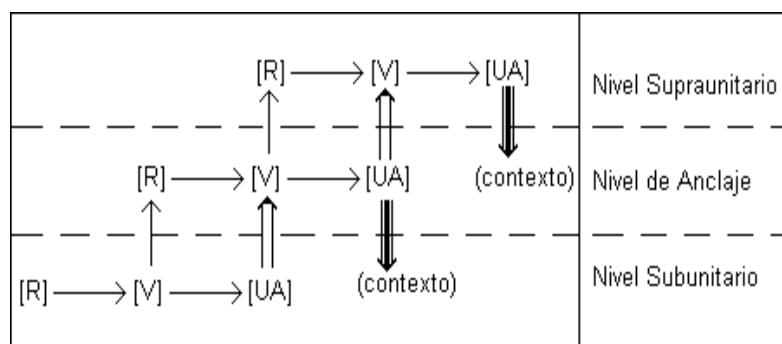 [R] [V] [UA] Nivel Supraunitario
[R] [V] [UA] (contexto) Nivel de Anclaje
[R] [V] [UA] (contexto) Nivel Subunitario